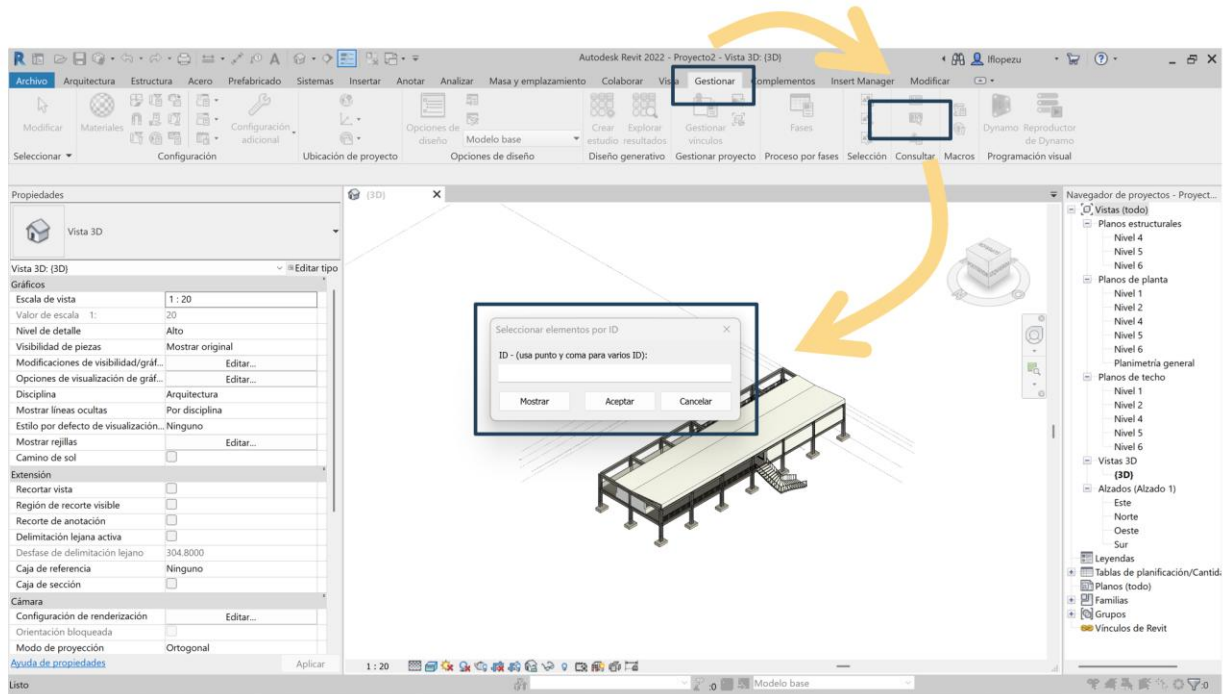 Autodesk Revit 2022 - Proyecto2 - Vista 3D: {3D}
lflopezu
Archivo Arquitectura Estructura Acero Prefabricado Sistemas Insertar Anotar Analizar Masa y emplazamiento Colaborar Vista Gestionar Complementos Insert Manager Modificar
Modificar
Materiales
Configuración
adicional
Opciones de
diseño
Modelo base
Crear
estudio
Explorar
resultados
Gestionar
vínculos
Fases
Dynamo
Reproductor
de Dynamo
Seleccionar
Configuración
Ubicación de proyecto
Opciones de diseño
Diseño generativo
Gestionar proyecto
Proceso por fases
Selección
Consultar
Macros
Programación visual
Propiedades
Vista 3D
Vista 3D: {3D}
Editar tipo
Gráficos
Escala de vista 1 : 20
Valor de escala 1: 20
Nivel de detalle Alto
Visibilidad de piezas Mostrar original
Modificaciones de visibilidad/gráf... Editar...
Opciones de visualización de gráf... Editar...
Disciplina Arquitectura
Mostrar líneas ocultas Por disciplina
Estilo por defecto de visualización... Ninguno
Mostrar rejillas Editar...
Camino de sol
Extensión
Recortar vista
Región de recorte visible
Recorte de anotación
Delimitación lejana activa
Desfase de delimitación lejano 304.8000
Caja de referencia Ninguno
Caja de sección
Cámara
Configuración de renderización Editar...
Orientación bloqueada
Modo de proyección Ortogonal
Ayuda de propiedades
Aplicar
Listo
{3D}
Seleccionar elementos por ID
ID - (usa punto y coma para varios ID):
Mostrar Aceptar Cancelar
1 : 20
:0
Modelo base
Navegador de proyectos - Proyect...
Vistas (todo)
Planos estructurales
Nivel 4
Nivel 5
Nivel 6
Planos de planta
Nivel 1
Nivel 2
Nivel 4
Nivel 5
Nivel 6
Planimetría general
Planos de techo
Nivel 1
Nivel 2
Nivel 4
Nivel 5
Nivel 6
Vistas 3D
{3D}
Alzados (Alzado 1)
Este
Norte
Oeste
Sur
Leyendas
Tablas de planificación/Cantid
Planos (todo)
Familias
Grupos
Vínculos de Revit
:0